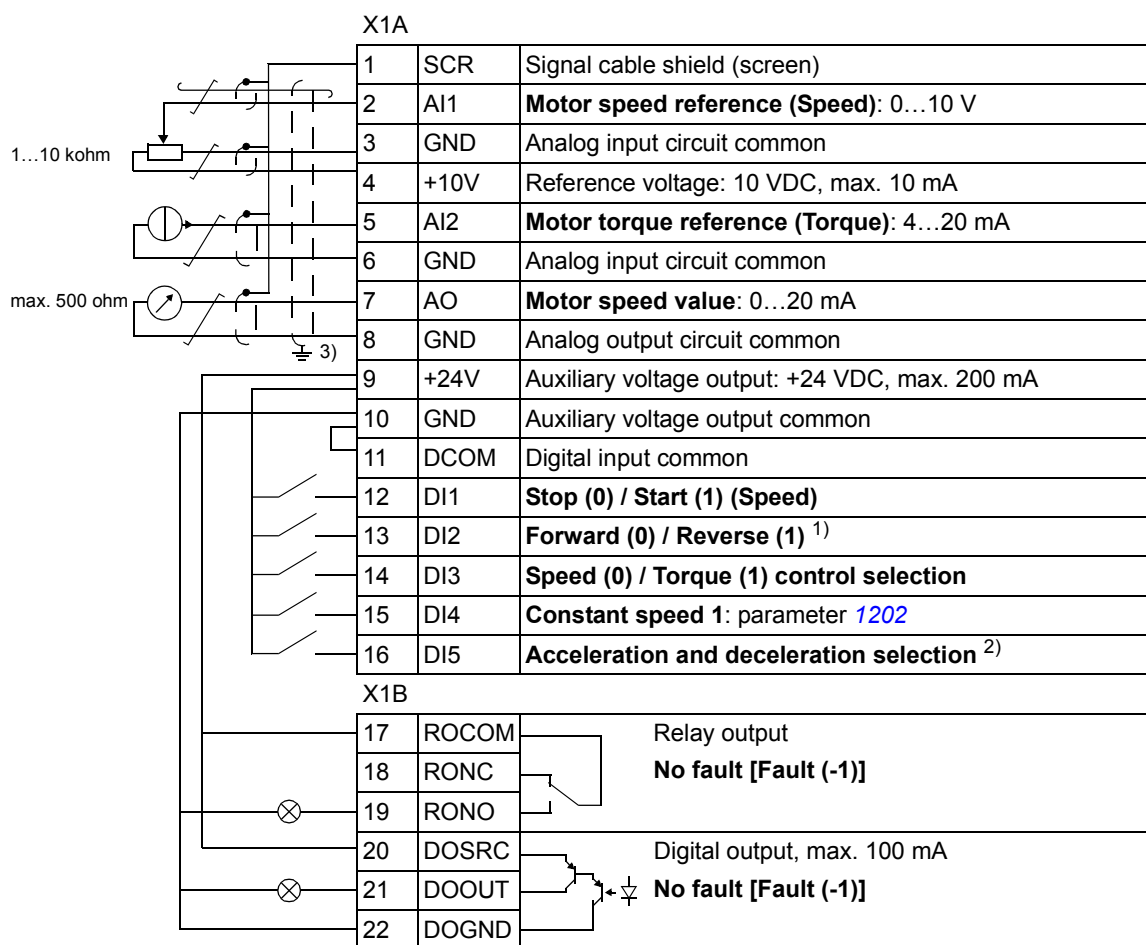 X1A
1 SCR Signal cable shield (screen)
2 AI1 Motor speed reference (Speed): 0…10 V
1…10 kohm
3 GND Analog input circuit common
4 +10V Reference voltage: 10 VDC, max. 10 mA
5 AI2 Motor torque reference (Torque): 4…20 mA
6 GND Analog input circuit common
max. 500 ohm
7 AO Motor speed value: 0…20 mA
8 GND Analog output circuit common
3)
9 +24V Auxiliary voltage output: +24 VDC, max. 200 mA
10 GND Auxiliary voltage output common
11 DCOM Digital input common
12 DI1 Stop (0) / Start (1) (Speed)
13 DI2 Forward (0) / Reverse (1) 1)
14 DI3 Speed (0) / Torque (1) control selection
15 DI4 Constant speed 1: parameter 1202
16 DI5 Acceleration and deceleration selection 2)
X1B
17 ROCOM Relay output
18 RONC No fault [Fault (-1)]
19 RONO
20 DOSRC Digital output, max. 100 mA
21 DOOUT No fault [Fault (-1)]
22 DOGND